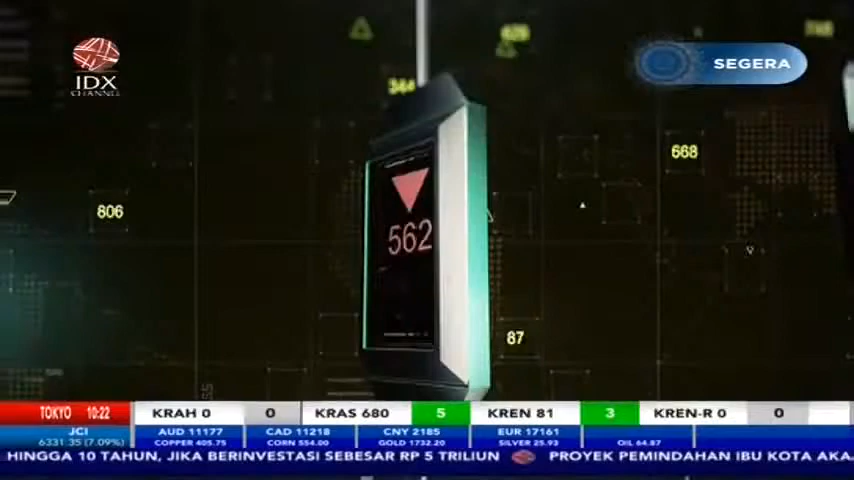 IDX
CHANNEL
SEGERA
629
344
668
806
562
87
TOKYO 10:22
KRAH 0 0 KRAS 680 5 KREN 81 3 KREN-R 0 0
JCI
6331.35 (7.09%)
AUD 11177 CAD 11218 CNY 2185 EUR 17161
COPPER 405.75 CORN 554.00 GOLD 1732.20 SILVER 25.93 OIL 64.87
HINGGA 10 TAHUN, JIKA BERINVESTASI SEBESAR RP 5 TRILIUN PROYEK PEMINDAHAN IBU KOTA AKA